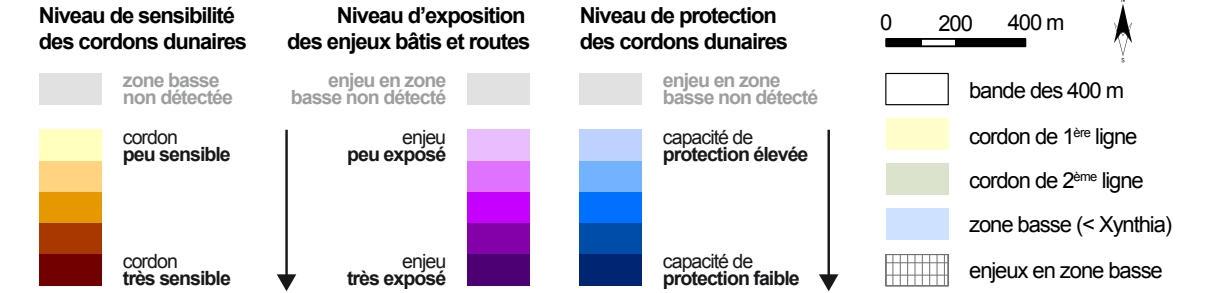 Niveau de sensibilité
des cordons dunaires
zone basse
non détectée
cordon
peu sensible
cordon
très sensible
Niveau d'exposition
des enjeux bâtis et routes
enjeu en zone
basse non détecté
enjeu
peu exposé
enjeu
très exposé
Niveau de protection
des cordons dunaires
enjeu en zone
basse non détecté
capacité de
protection élevée
capacité de
protection faible
0 200 400 m
N
S
bande des 400 m
cordon de 1ère ligne
cordon de 2ème ligne
zone basse (< Xynthia)
enjeux en zone basse